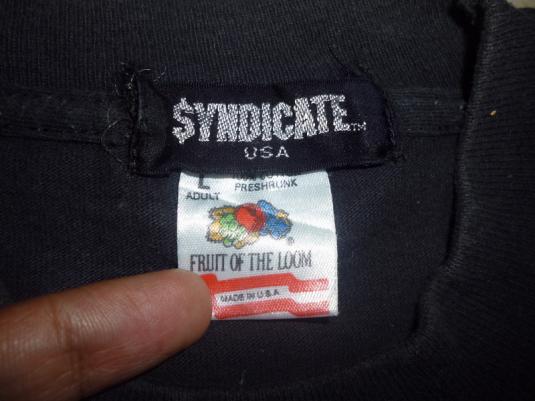 $YNDICATE™
USA
L
ADULT
PRESHRUNK
®
FRUIT OF THE LOOM
MADE IN U.S.A